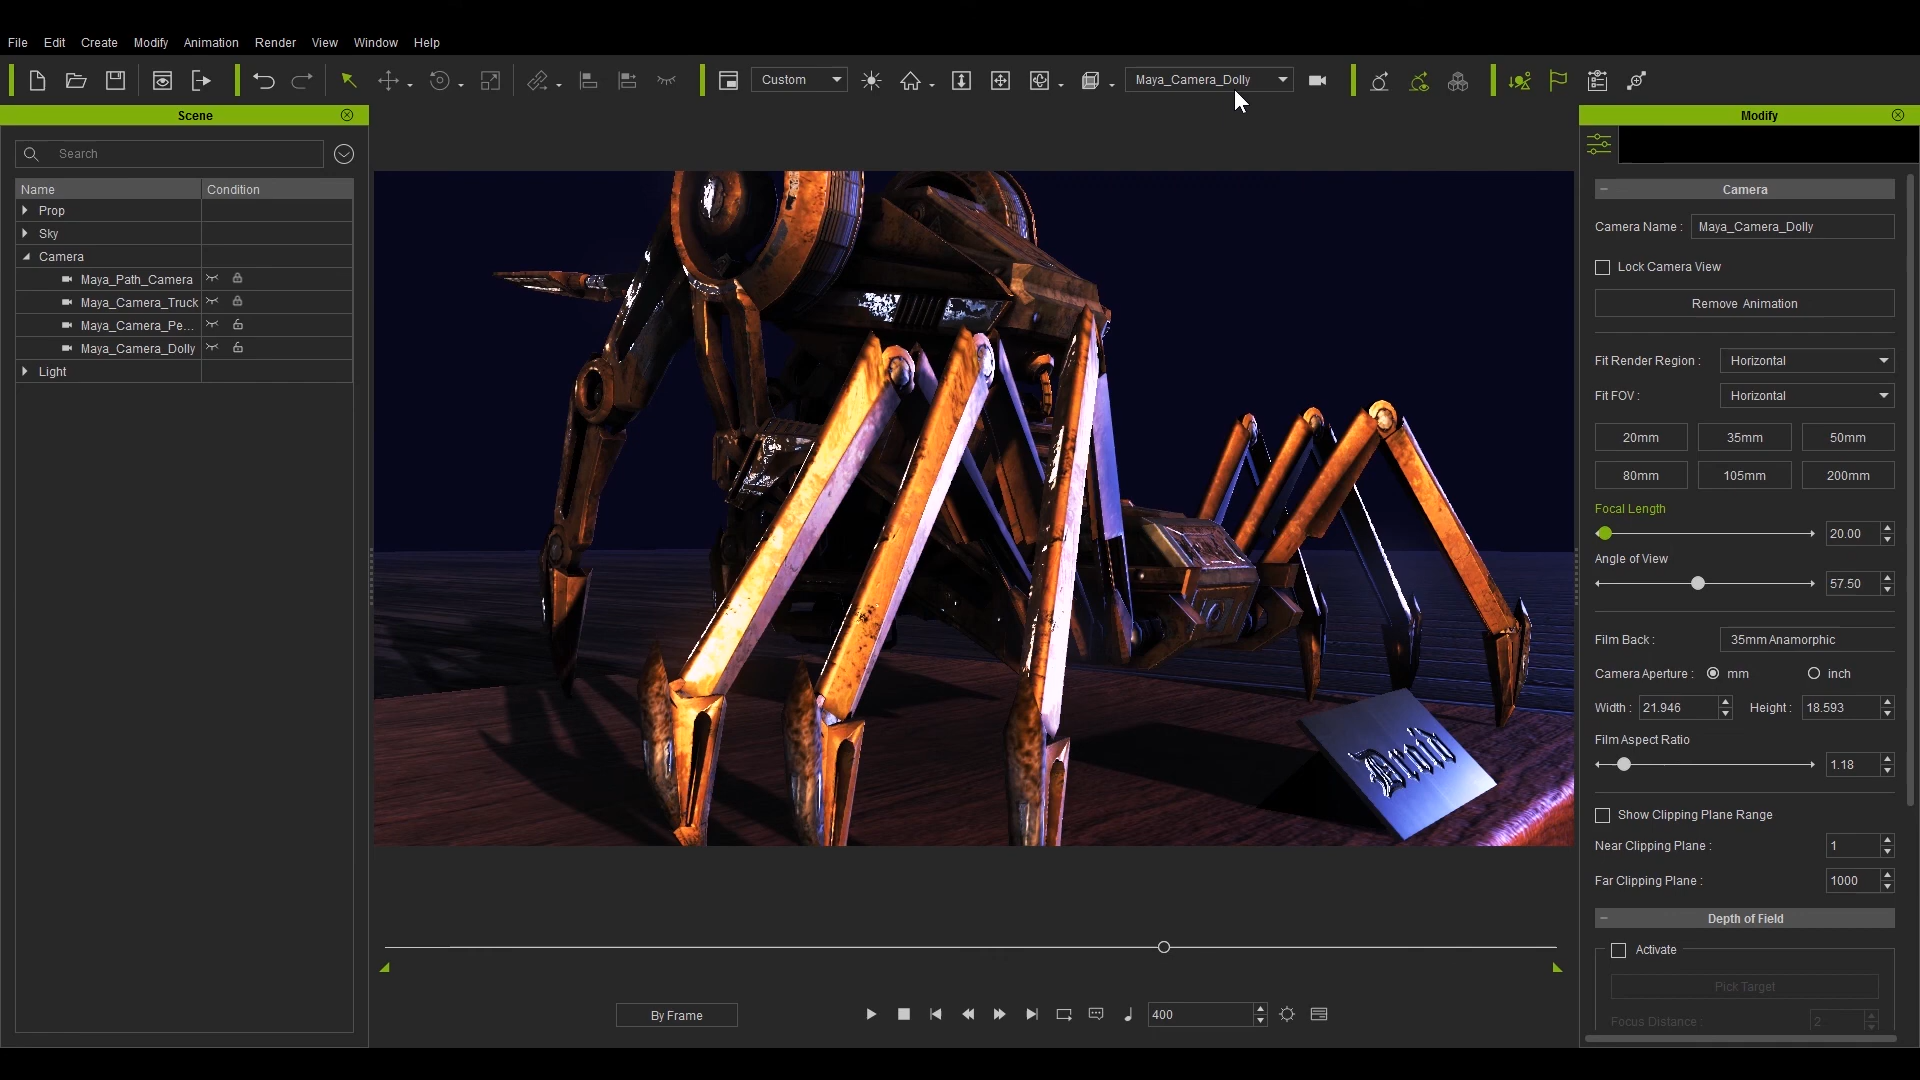 File Edit Create Modify Animation Render View Window Help
Custom Maya_Camera_Dolly
Scene
Search
Name Condition
Prop
Sky
Camera
Maya_Path_Camera
Maya_Camera_Truck
Maya_Camera_Pe...
Maya_Camera_Dolly
Light
By Frame
400
Modify
Camera
Camera Name : Maya_Camera_Dolly
Lock Camera View
Remove Animation
Fit Render Region : Horizontal
Fit FOV : Horizontal
20mm 35mm 50mm
80mm 105mm 200mm
Focal Length
20.00
Angle of View
57.50
Film Back : 35mm Anamorphic
Camera Aperture : mm inch
Width : 21.946 Height : 18.593
Film Aspect Ratio
1.18
Show Clipping Plane Range
Near Clipping Plane : 1
Far Clipping Plane : 1000
Depth of Field
Activate
Pick Target
Focus Distance : 2